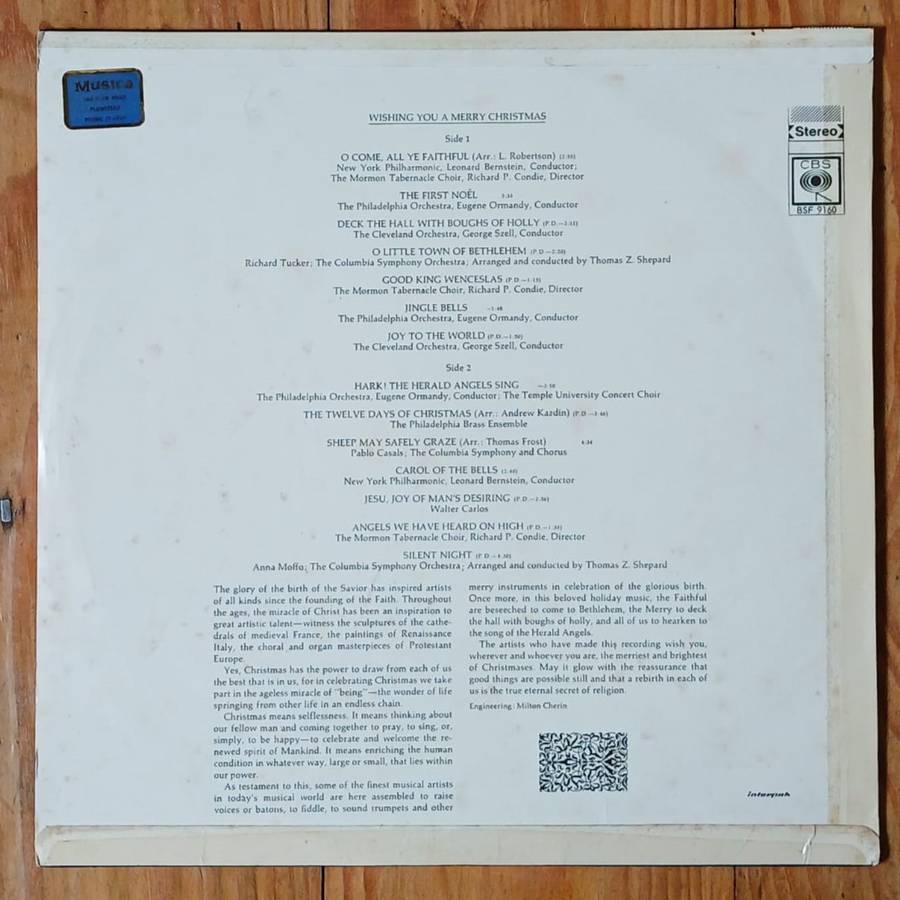 Musica
WISHING YOU A MERRY CHRISTMAS
Stereo
CBS
BSF 9160
Side 1
O COME, ALL YE FAITHFUL (Arr.: L. Robertson)
New York Philharmonic, Leonard Bernstein, Conductor;
The Mormon Tabernacle Choir, Richard P. Condie, Director
THE FIRST NOËL
The Philadelphia Orchestra, Eugene Ormandy, Conductor
DECK THE HALL WITH BOUGHS OF HOLLY
The Cleveland Orchestra, George Szell, Conductor
O LITTLE TOWN OF BETHLEHEM
Richard Tucker; The Columbia Symphony Orchestra; Arranged and conducted by Thomas Z. Shepard
GOOD KING WENCESLAS
The Mormon Tabernacle Choir, Richard P. Condie, Director
JINGLE BELLS
The Philadelphia Orchestra, Eugene Ormandy, Conductor
JOY TO THE WORLD
The Cleveland Orchestra, George Szell, Conductor
Side 2
HARK! THE HERALD ANGELS SING
The Philadelphia Orchestra, Eugene Ormandy, Conductor; The Temple University Concert Choir
THE TWELVE DAYS OF CHRISTMAS (Arr.: Andrew Kazdin)
The Philadelphia Brass Ensemble
SHEEP MAY SAFELY GRAZE (Arr.: Thomas Frost)
Pablo Casals; The Columbia Symphony and Chorus
CAROL OF THE BELLS
New York Philharmonic, Leonard Bernstein, Conductor
JESU, JOY OF MAN'S DESIRING
Walter Carlos
ANGELS WE HAVE HEARD ON HIGH
The Mormon Tabernacle Choir, Richard P. Condie, Director
SILENT NIGHT
Anna Moffo; The Columbia Symphony Orchestra; Arranged and conducted by Thomas Z. Shepard
The glory of the birth of the Savior has inspired artists
of all kinds since the founding of the Faith. Throughout
the ages, the miracle of Christ has been an inspiration to
great artistic talent—witness the sculptures of the cathe-
drals of medieval France, the paintings of Renaissance
Italy, the choral and organ masterpieces of Protestant
Europe.
Yes, Christmas has the power to draw from each of us
the best that is in us, for in celebrating Christmas we take
part in the ageless miracle of "being"—the wonder of life
springing from other life in an endless chain.
Christmas means selflessness. It means thinking about
our fellow man and coming together to pray, to sing, or,
simply, to be happy—to celebrate and welcome the re-
newed spirit of Mankind. It means enriching the human
condition in whatever way, large or small, that lies within
our power.
As testament to this, some of the finest musical artists
in today's musical world are here assembled to raise
voices or batons, to fiddle, to sound trumpets and other
merry instruments in celebration of the glorious birth.
Once more, in this beloved holiday music, the Faithful
are beseeched to come to Bethlehem, the Merry to deck
the hall with boughs of holly, and all of us to hearken to
the song of the Herald Angels.
The artists who have made this recording wish you,
wherever and whoever you are, the merriest and brightest
of Christmases. May it glow with the reassurance that
good things are possible still and that a rebirth in each of
us is the true eternal secret of religion.
Engineering: Milton Cherin
interpak